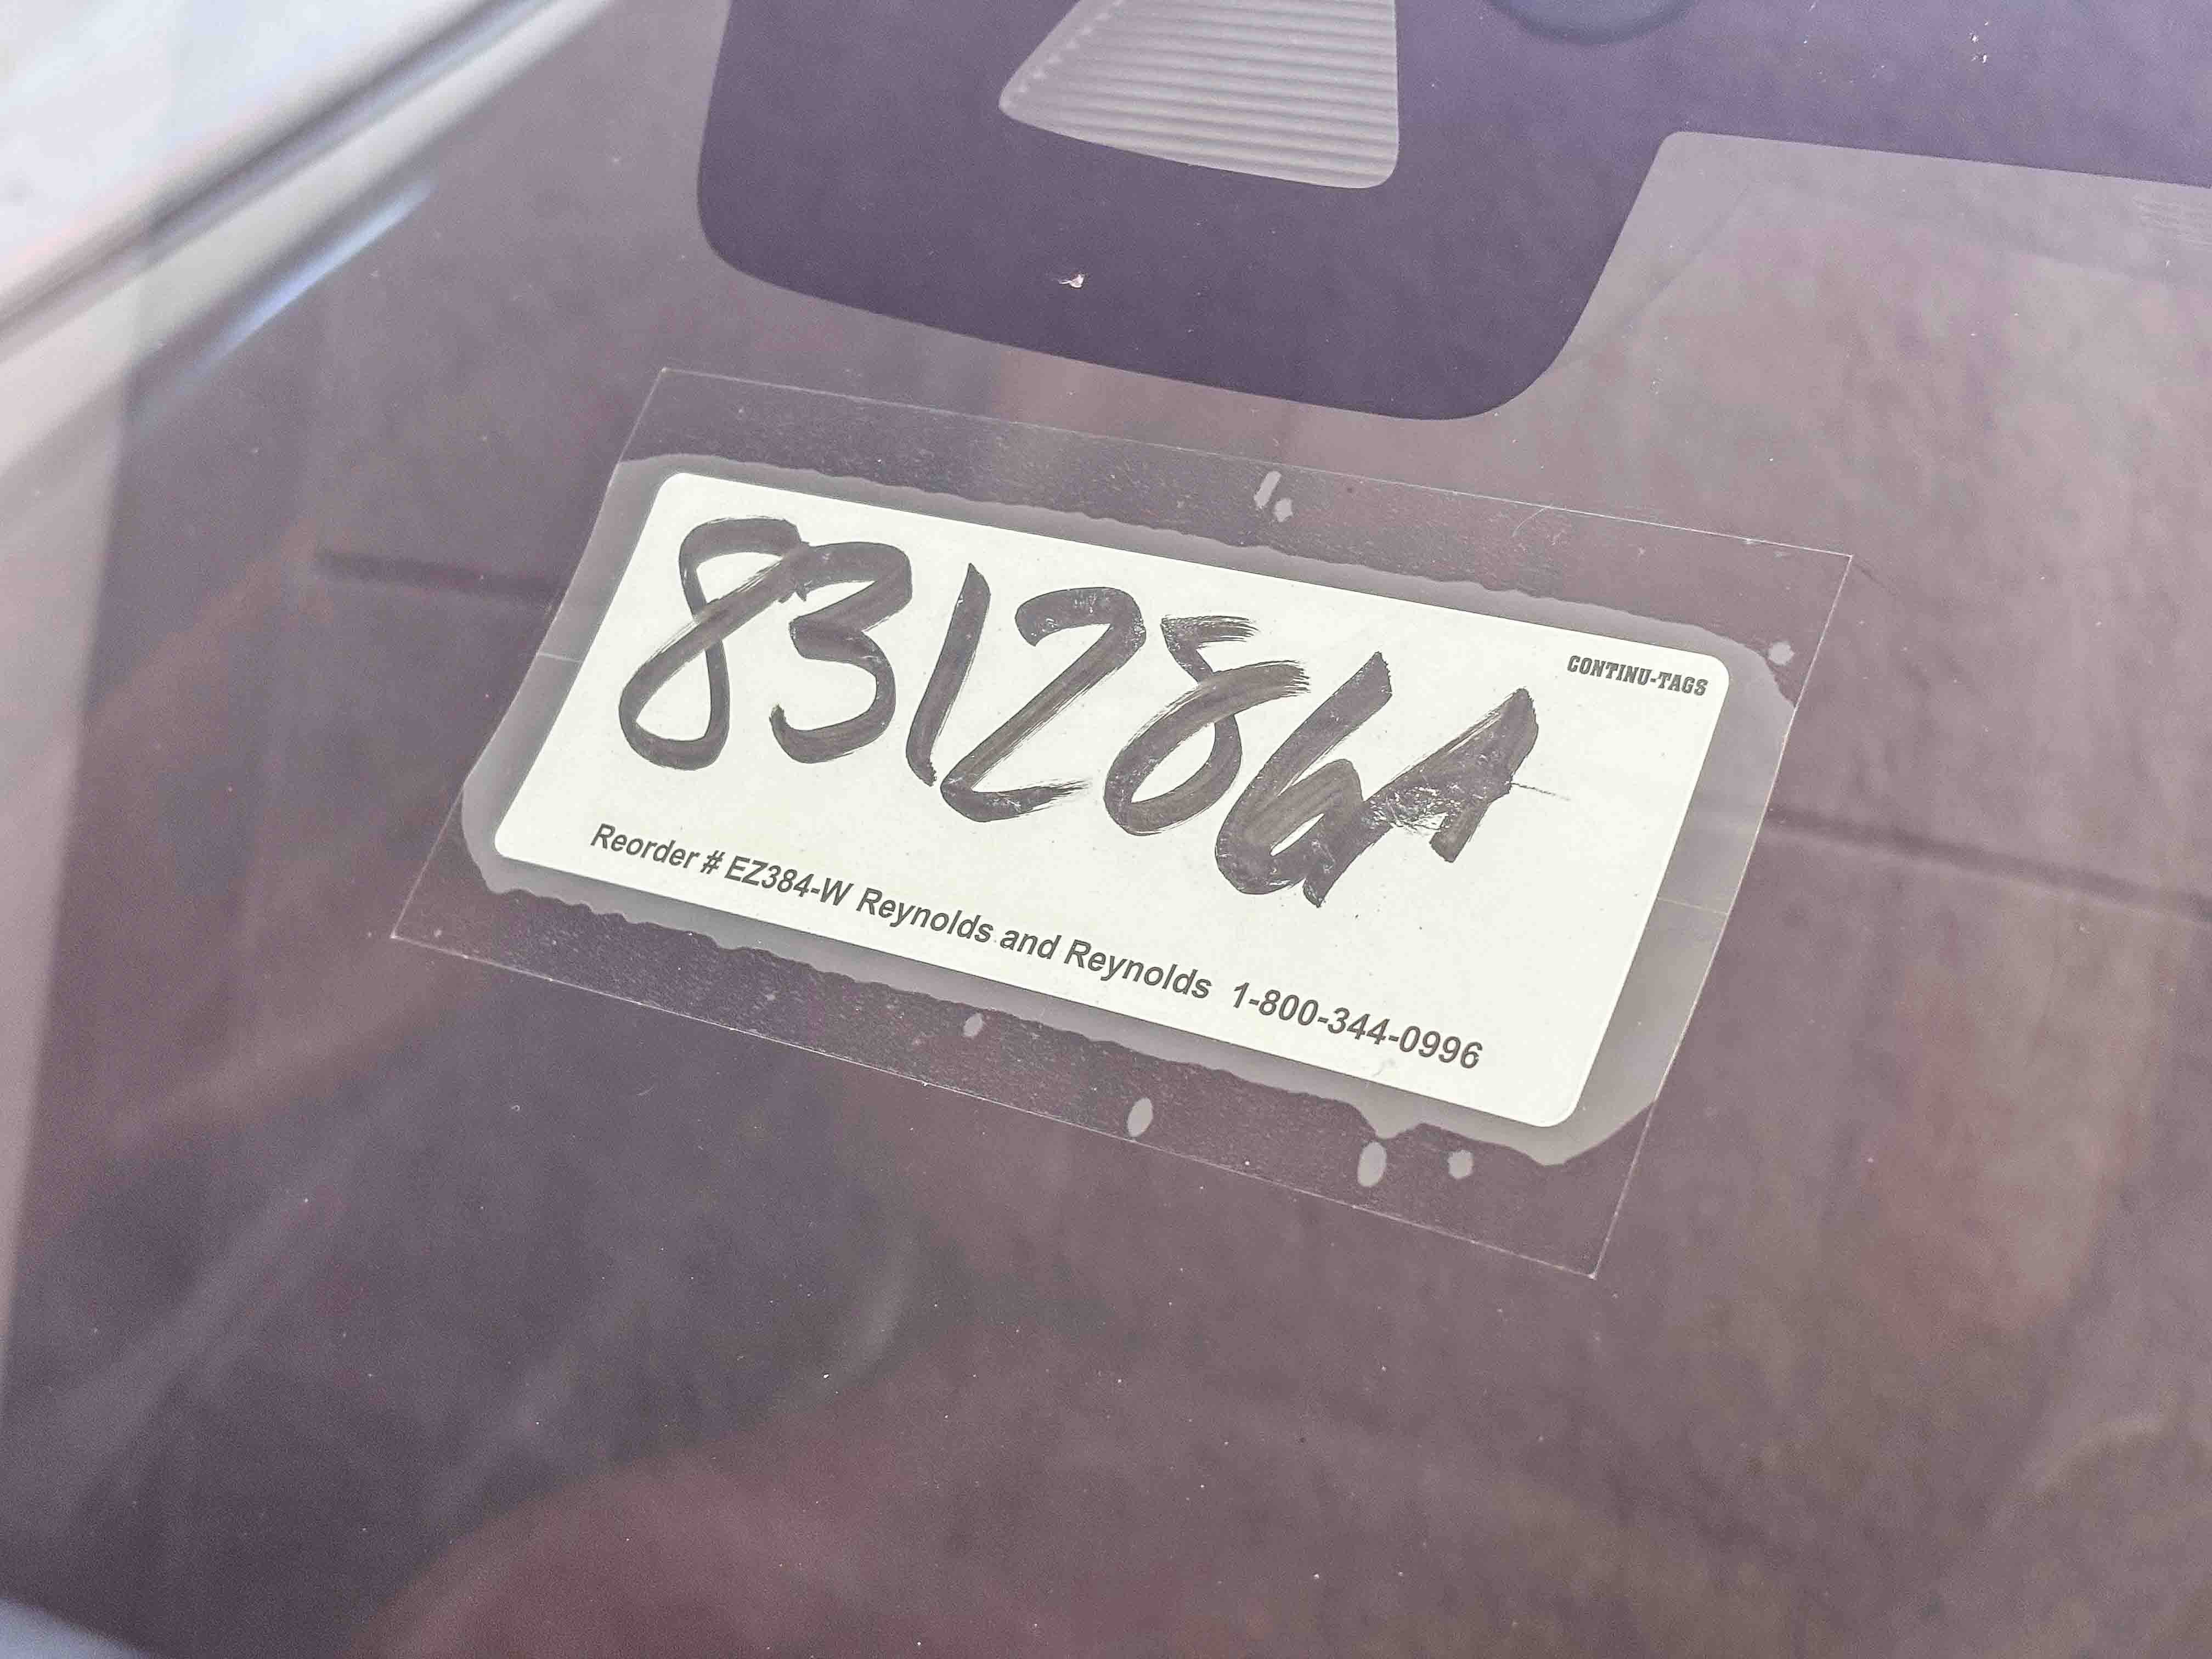 CONTINU-TAGS
831286A
Reorder # EZ384-W Reynolds and Reynolds 1-800-344-0996